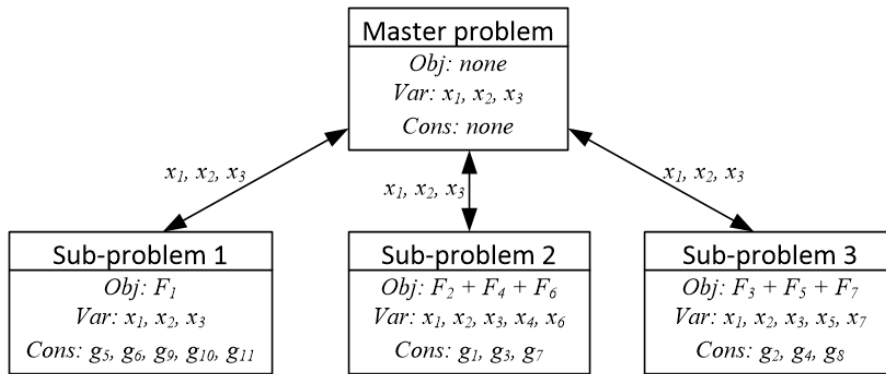 Master problem
Obj: none
Var: x₁, x₂, x₃
Cons: none
x₁, x₂, x₃
x₁, x₂, x₃
x₁, x₂, x₃
Sub-problem 1
Obj: F₁
Var: x₁, x₂, x₃
Cons: g₅, g₆, g₉, g₁₀, g₁₁
Sub-problem 2
Obj: F₂ + F₄ + F₆
Var: x₁, x₂, x₃, x₄, x₆
Cons: g₁, g₃, g₇
Sub-problem 3
Obj: F₃ + F₅ + F₇
Var: x₁, x₂, x₃, x₅, x₇
Cons: g₂, g₄, g₈